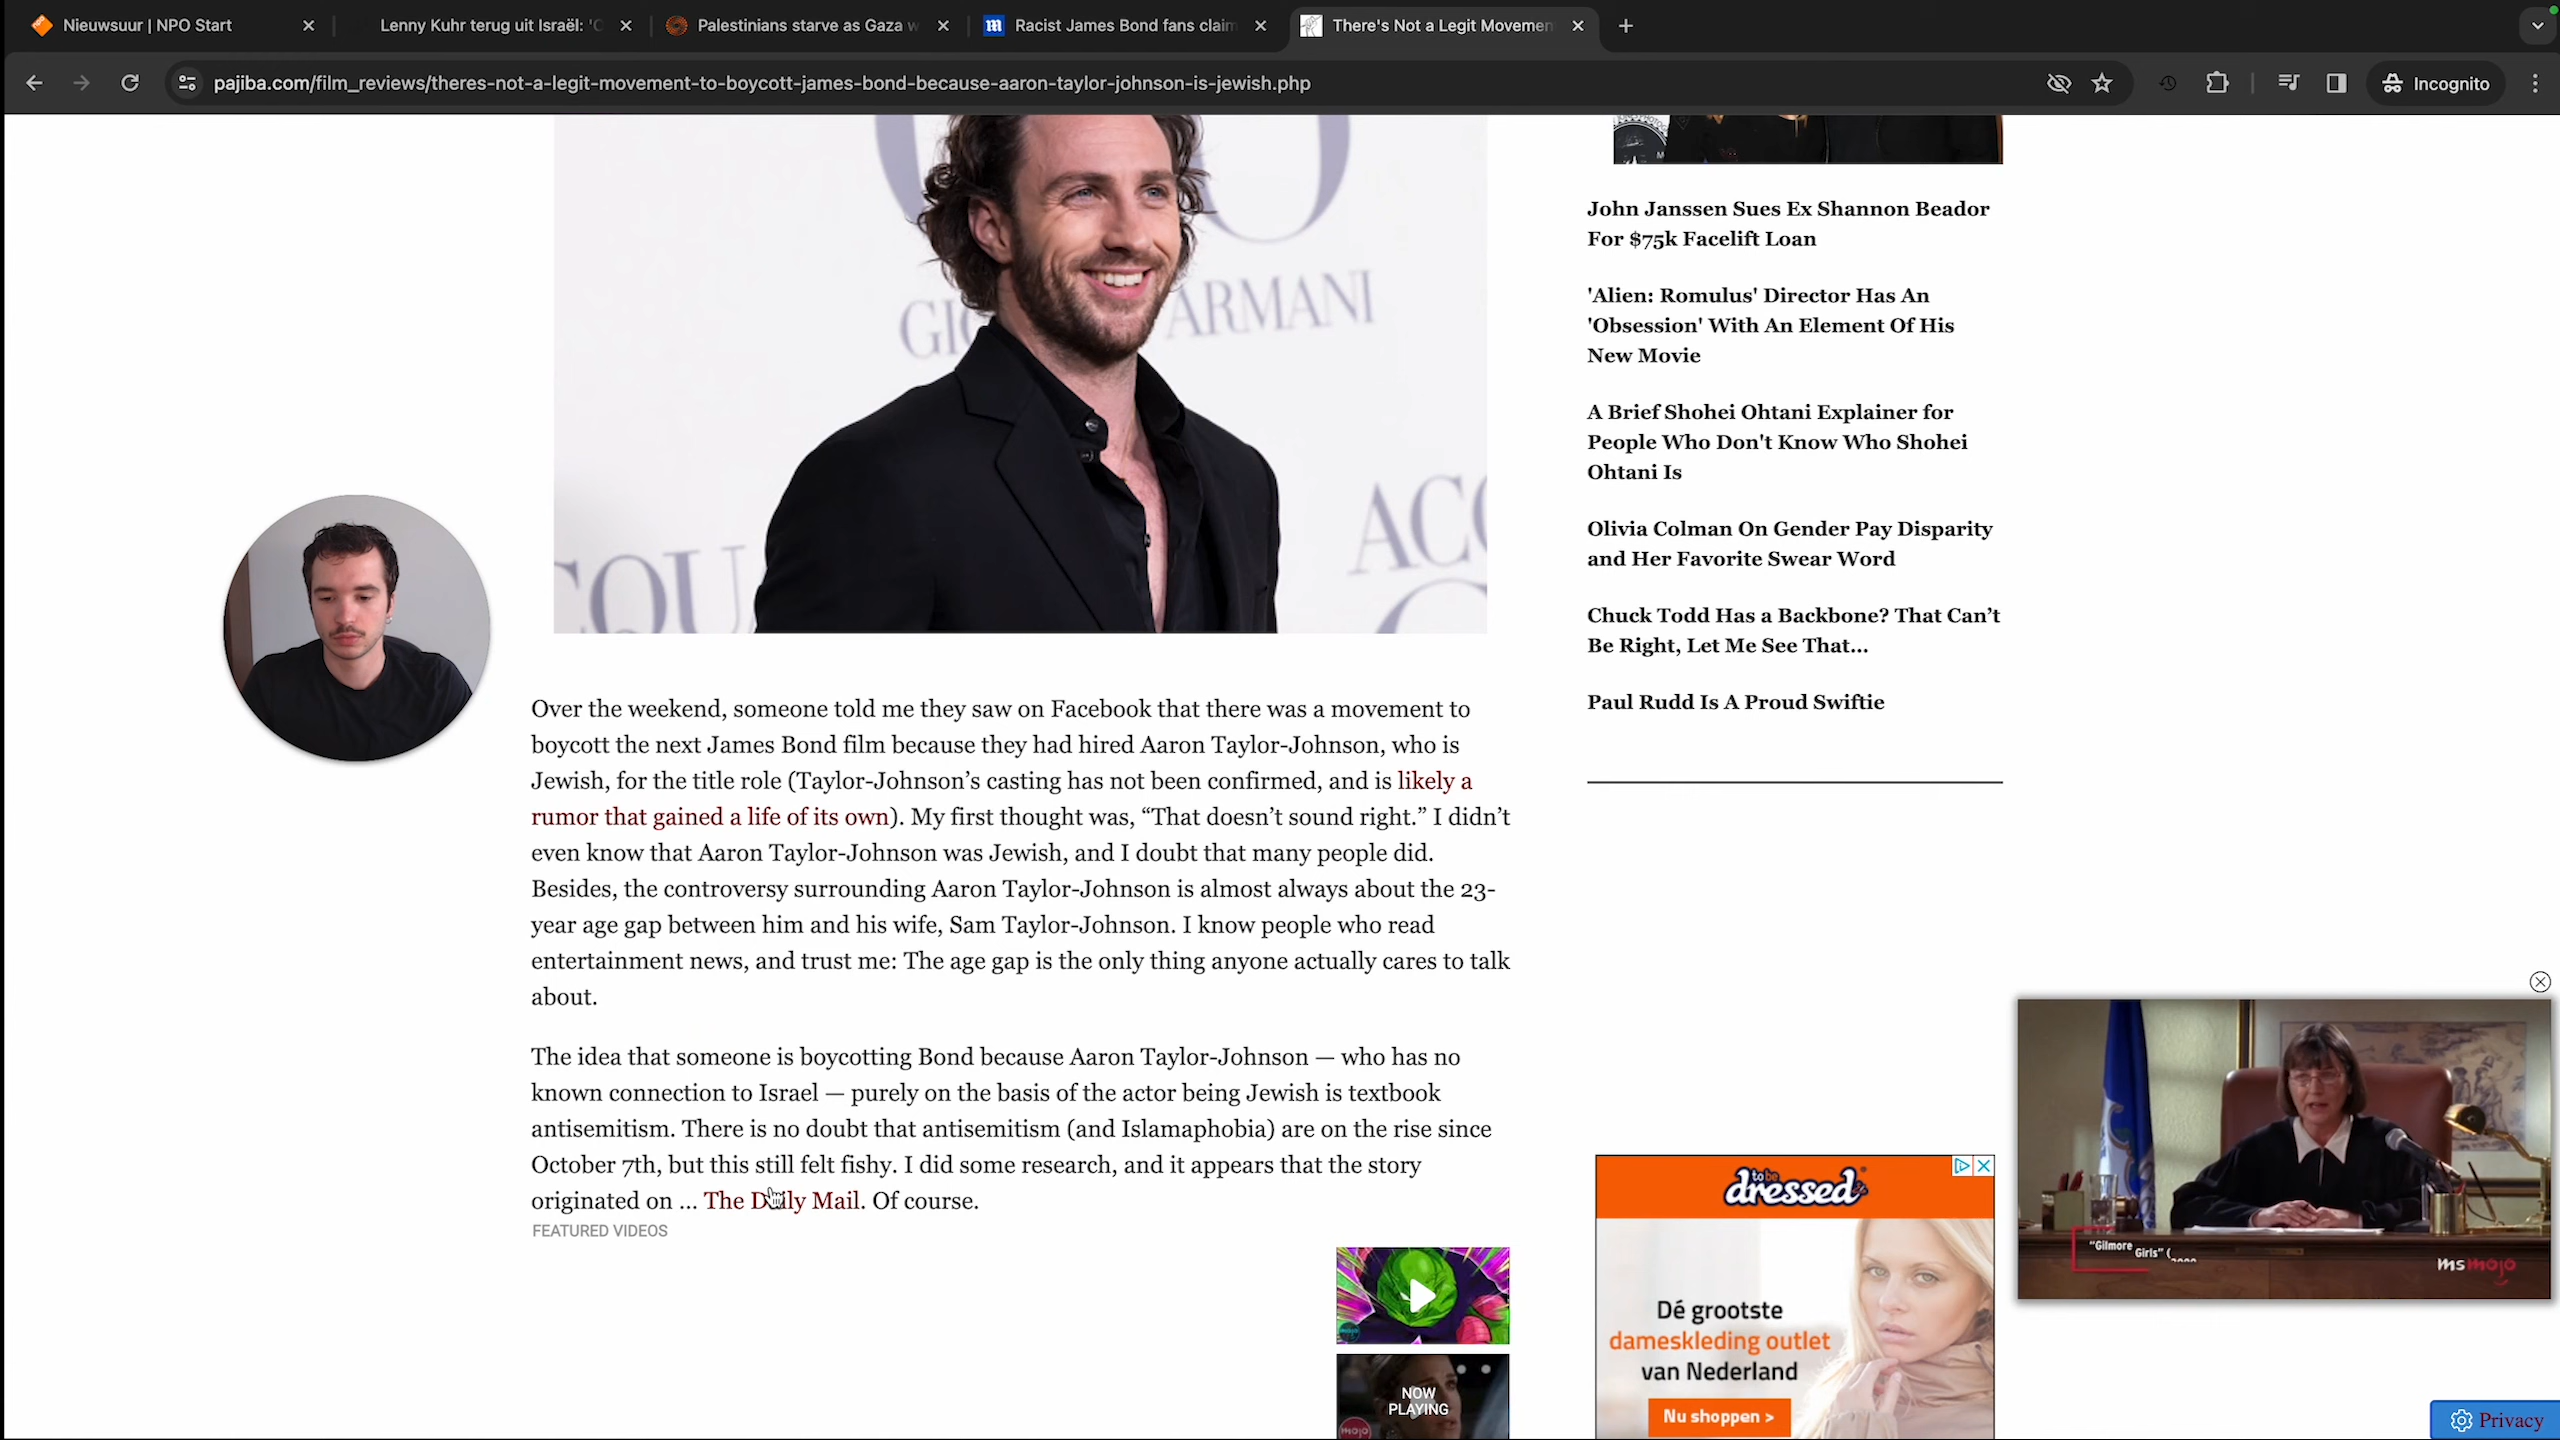 Nieuwsuur | NPO Start
Lenny Kuhr terug uit Israël: 'O
Palestinians starve as Gaza w
Racist James Bond fans claim
There's Not a Legit Movemen
pajiba.com/film_reviews/theres-not-a-legit-movement-to-boycott-james-bond-because-aaron-taylor-johnson-is-jewish.php
Incognito
GIO ARMANI
ACQU
ACQ
John Janssen Sues Ex Shannon Beador
For $75k Facelift Loan
'Alien: Romulus' Director Has An
'Obsession' With An Element Of His
New Movie
A Brief Shohei Ohtani Explainer for
People Who Don't Know Who Shohei
Ohtani Is
Olivia Colman On Gender Pay Disparity
and Her Favorite Swear Word
Chuck Todd Has a Backbone? That Can't
Be Right, Let Me See That...
Paul Rudd Is A Proud Swiftie
Over the weekend, someone told me they saw on Facebook that there was a movement to
boycott the next James Bond film because they had hired Aaron Taylor-Johnson, who is
Jewish, for the title role (Taylor-Johnson’s casting has not been confirmed, and is likely a
rumor that gained a life of its own). My first thought was, “That doesn’t sound right.” I didn’t
even know that Aaron Taylor-Johnson was Jewish, and I doubt that many people did.
Besides, the controversy surrounding Aaron Taylor-Johnson is almost always about the 23-
year age gap between him and his wife, Sam Taylor-Johnson. I know people who read
entertainment news, and trust me: The age gap is the only thing anyone actually cares to talk
about.
The idea that someone is boycotting Bond because Aaron Taylor-Johnson — who has no
known connection to Israel — purely on the basis of the actor being Jewish is textbook
antisemitism. There is no doubt that antisemitism (and Islamaphobia) are on the rise since
October 7th, but this still felt fishy. I did some research, and it appears that the story
originated on ... The Daily Mail. Of course.
FEATURED VIDEOS
NOW
PLAYING
mojo
"Gilmore Girls" (
msmojo
to be
dressed
Dé grootste
dameskleding outlet
van Nederland
Nu shoppen >
Privacy